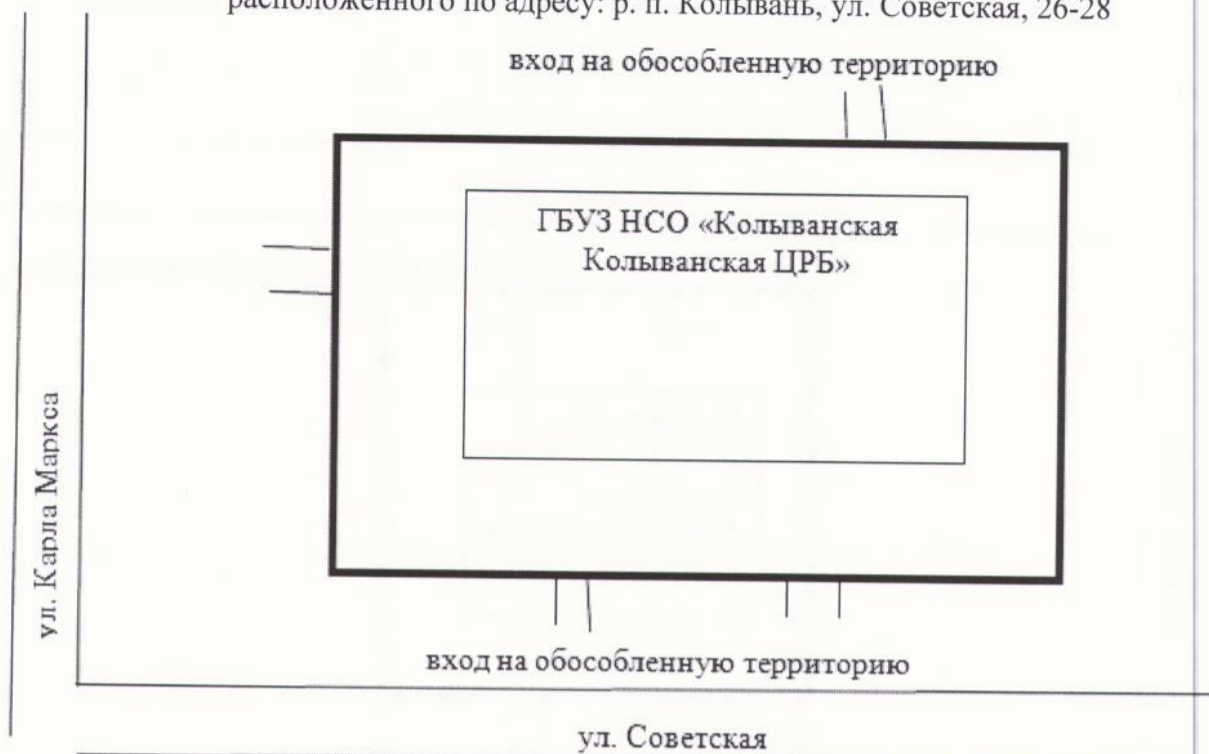 расположенного по адресу: р. п. Колывань, ул. Советская, 26-28
вход на обособленную территорию
ГБУЗ НСО «Колыванская
Колыванская ЦРБ»
ул. Карла Маркса
вход на обособленную территорию
ул. Советская